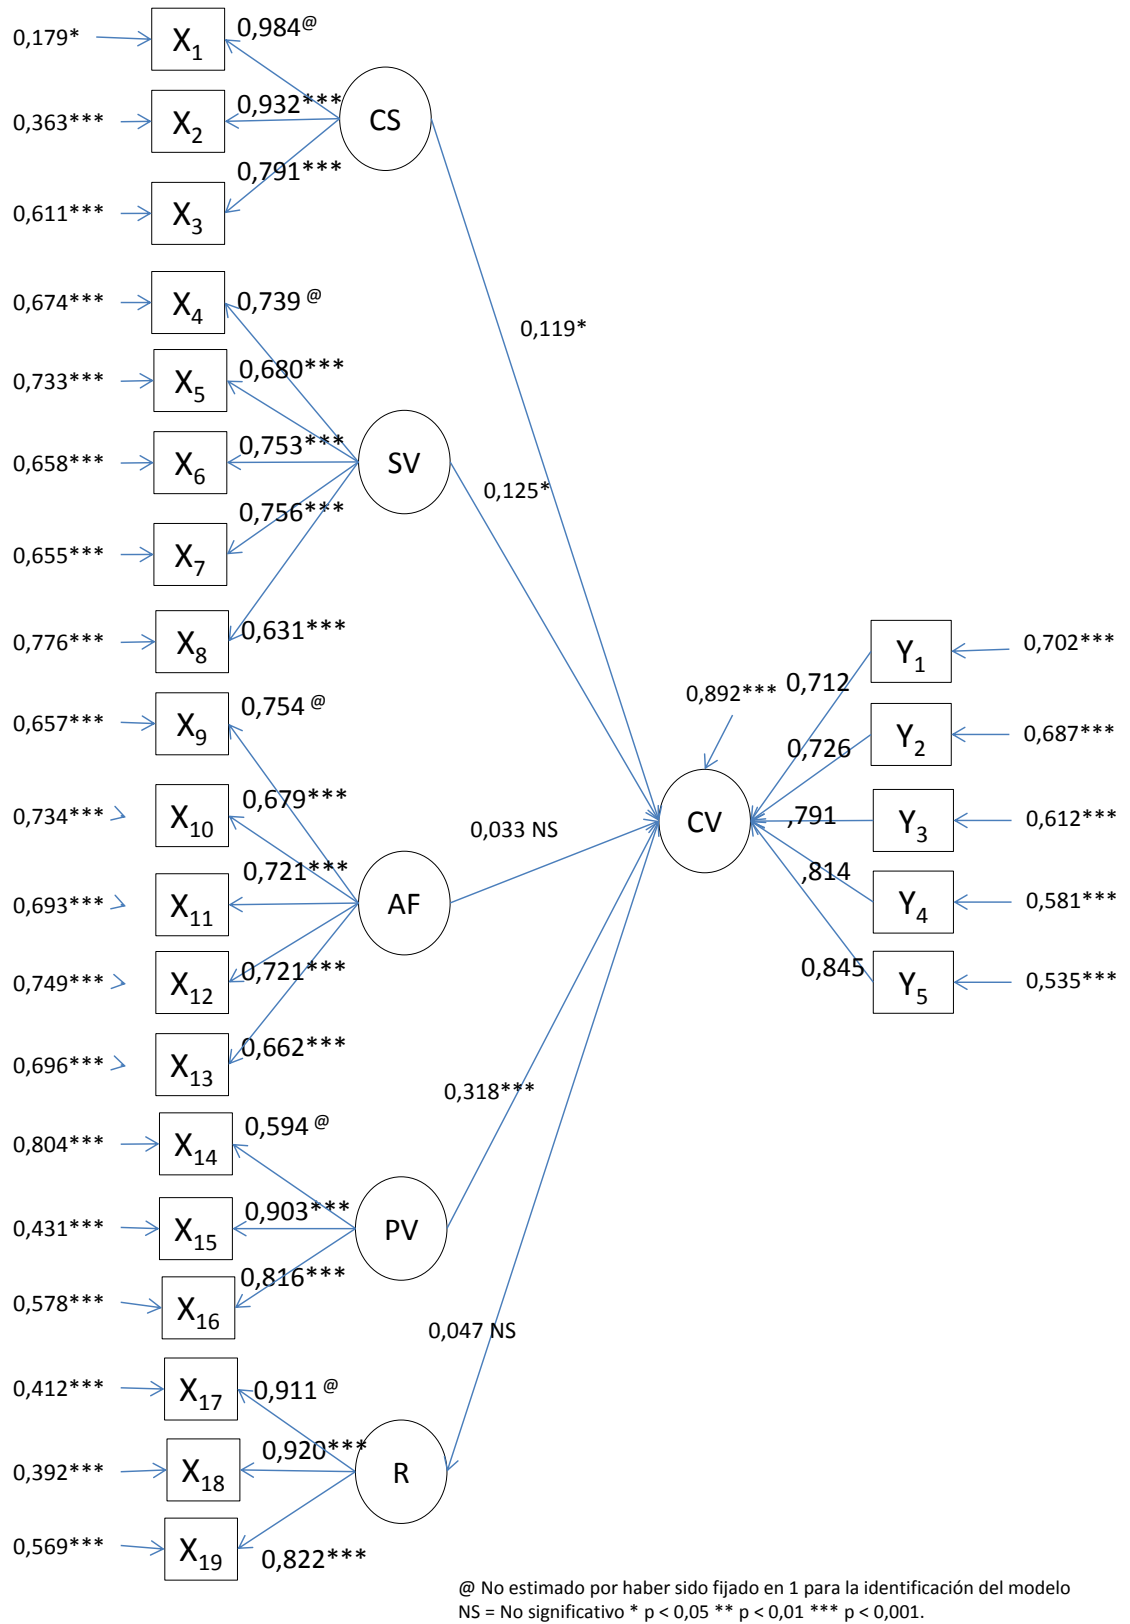 0,179* X1 0,984@
0,363*** X2 0,932*** CS
0,611*** X3 0,791***
0,674*** X4 0,739 @
0,119*
0,733*** X5 0,680***
0,658*** X6 0,753*** SV
0,125*
0,655*** X7 0,756***
0,776*** X8 0,631***
0,892*** 0,712 Y1 0,702***
0,657*** X9 0,754 @
0,726 Y2 0,687***
0,734*** X10 0,679***
0,033 NS CV ,791 Y3 0,612***
0,693*** X11 0,721*** AF
,814 Y4 0,581***
0,749*** X12 0,721***
0,845 Y5 0,535***
0,696*** X13 0,662***
0,318***
0,804*** X14 0,594 @
0,431*** X15 0,903*** PV
0,578*** X16 0,816***
0,047 NS
0,412*** X17 0,911 @
0,392*** X18 0,920*** R
0,569*** X19 0,822***
@ No estimado por haber sido fijado en 1 para la identificación del modelo
NS = No significativo * p < 0,05 ** p < 0,01 *** p < 0,001.